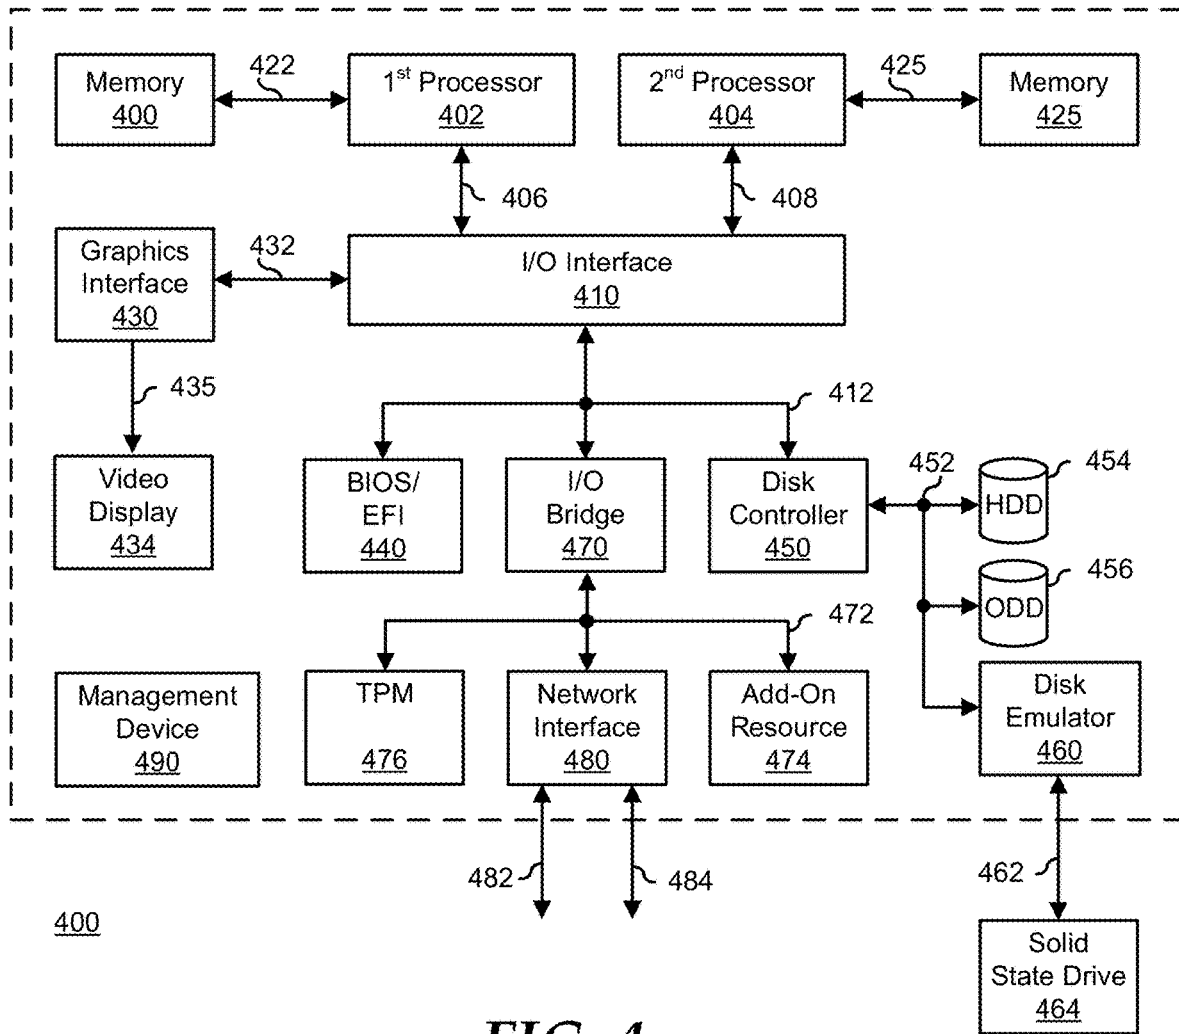 Memory
400
422
1st Processor
402
2nd Processor
404
425
Memory
425
406
408
Graphics
Interface
430
432
I/O Interface
410
435
412
Video
Display
434
BIOS/
EFI
440
I/O
Bridge
470
Disk
Controller
450
452
HDD
454
ODD
456
472
Management
Device
490
TPM
476
Network
Interface
480
Add-On
Resource
474
Disk
Emulator
460
482
484
462
400
Solid
State Drive
464
FIG. 4